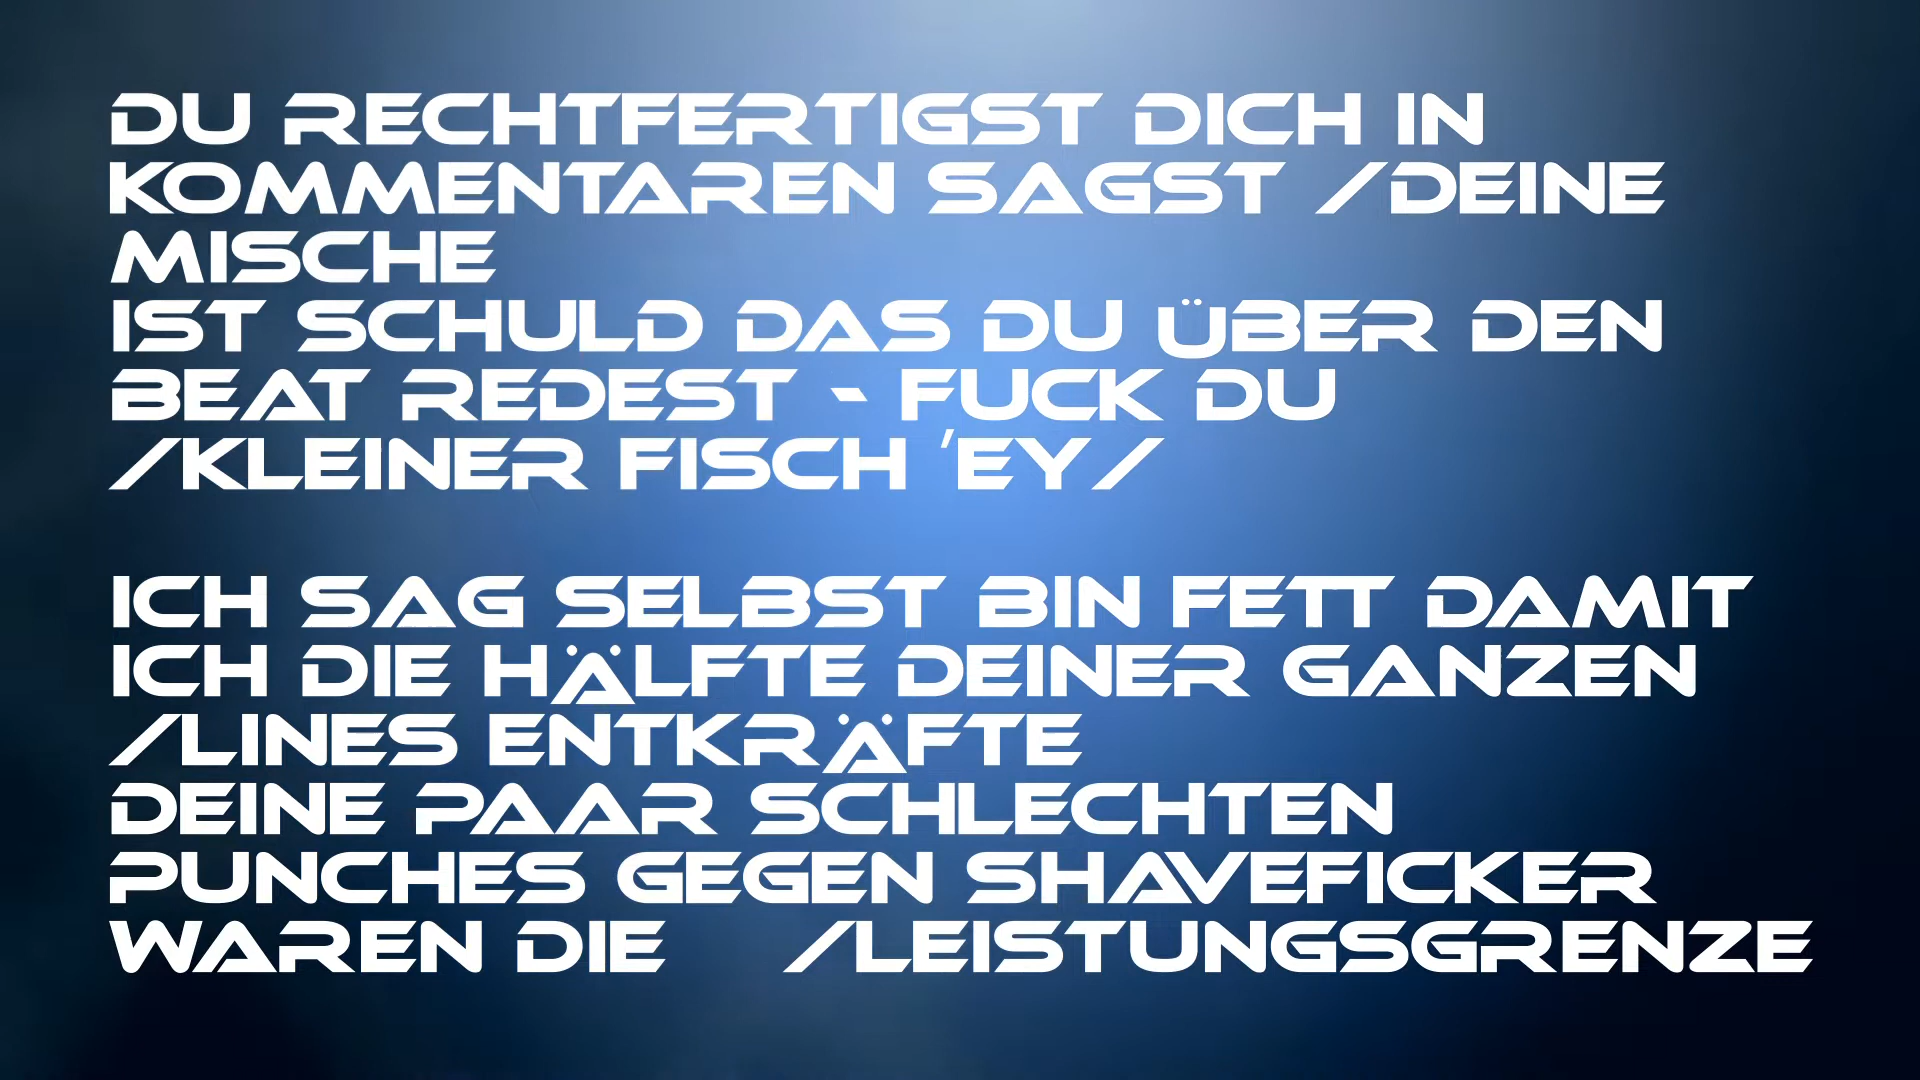 DU RECHTFERTIGST DICH IN
KOMMENTAREN SAGST /DEINE
MISCHE
IST SCHULD DAS DU ÜBER DEN
BEAT REDEST - FUCK DU
/KLEINER FISCH 'EY/
ICH SAG SELBST BIN FETT DAMIT
ICH DIE HÄLFTE DEINER GANZEN
/LINES ENTKRÄFTE
DEINE PAAR SCHLECHTEN
PUNCHES GEGEN SHAVEFICKER
WAREN DIE /LEISTUNGSGRENZE